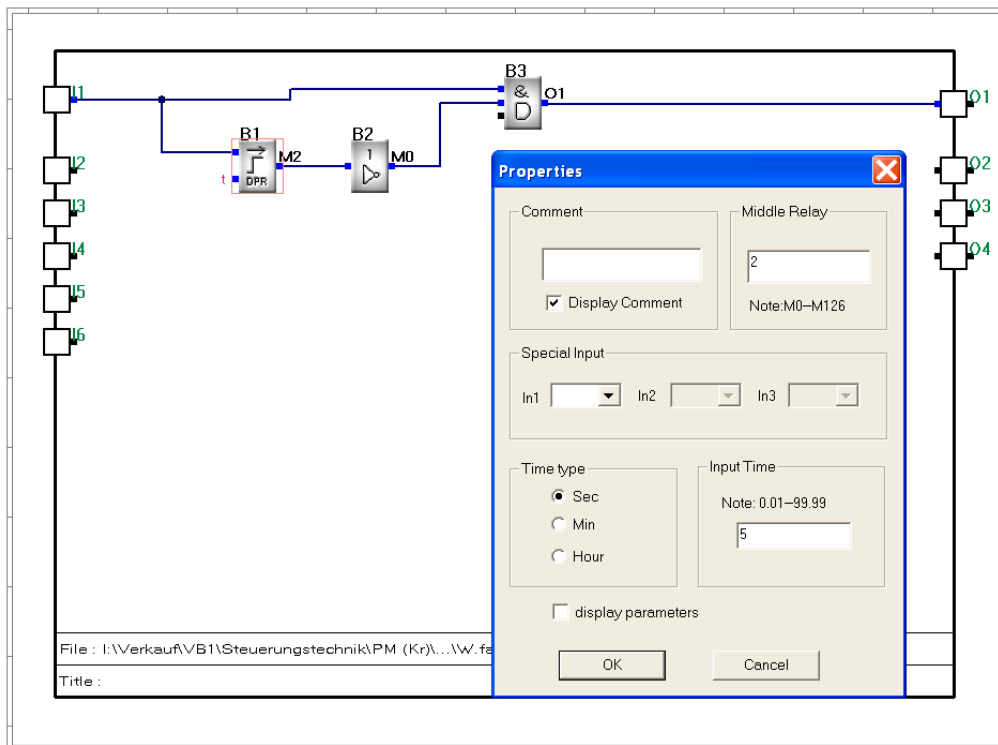 B3
I1
&
O1
O1
D
B1
B2
I2
M2
1
M0
O2
t
DPR
Properties
I3
O3
Comment
Middle Relay
I4
O4
2
I5
Display Comment
Note:M0–M126
I6
Special Input
In1
In2
In3
Time type
Input Time
Sec
Note: 0.01–99.99
Min
5
Hour
display parameters
File : I:\Verkauf\VB1\Steuerungstechnik\PM (Kr)\...\W.fa
OK
Cancel
Title :